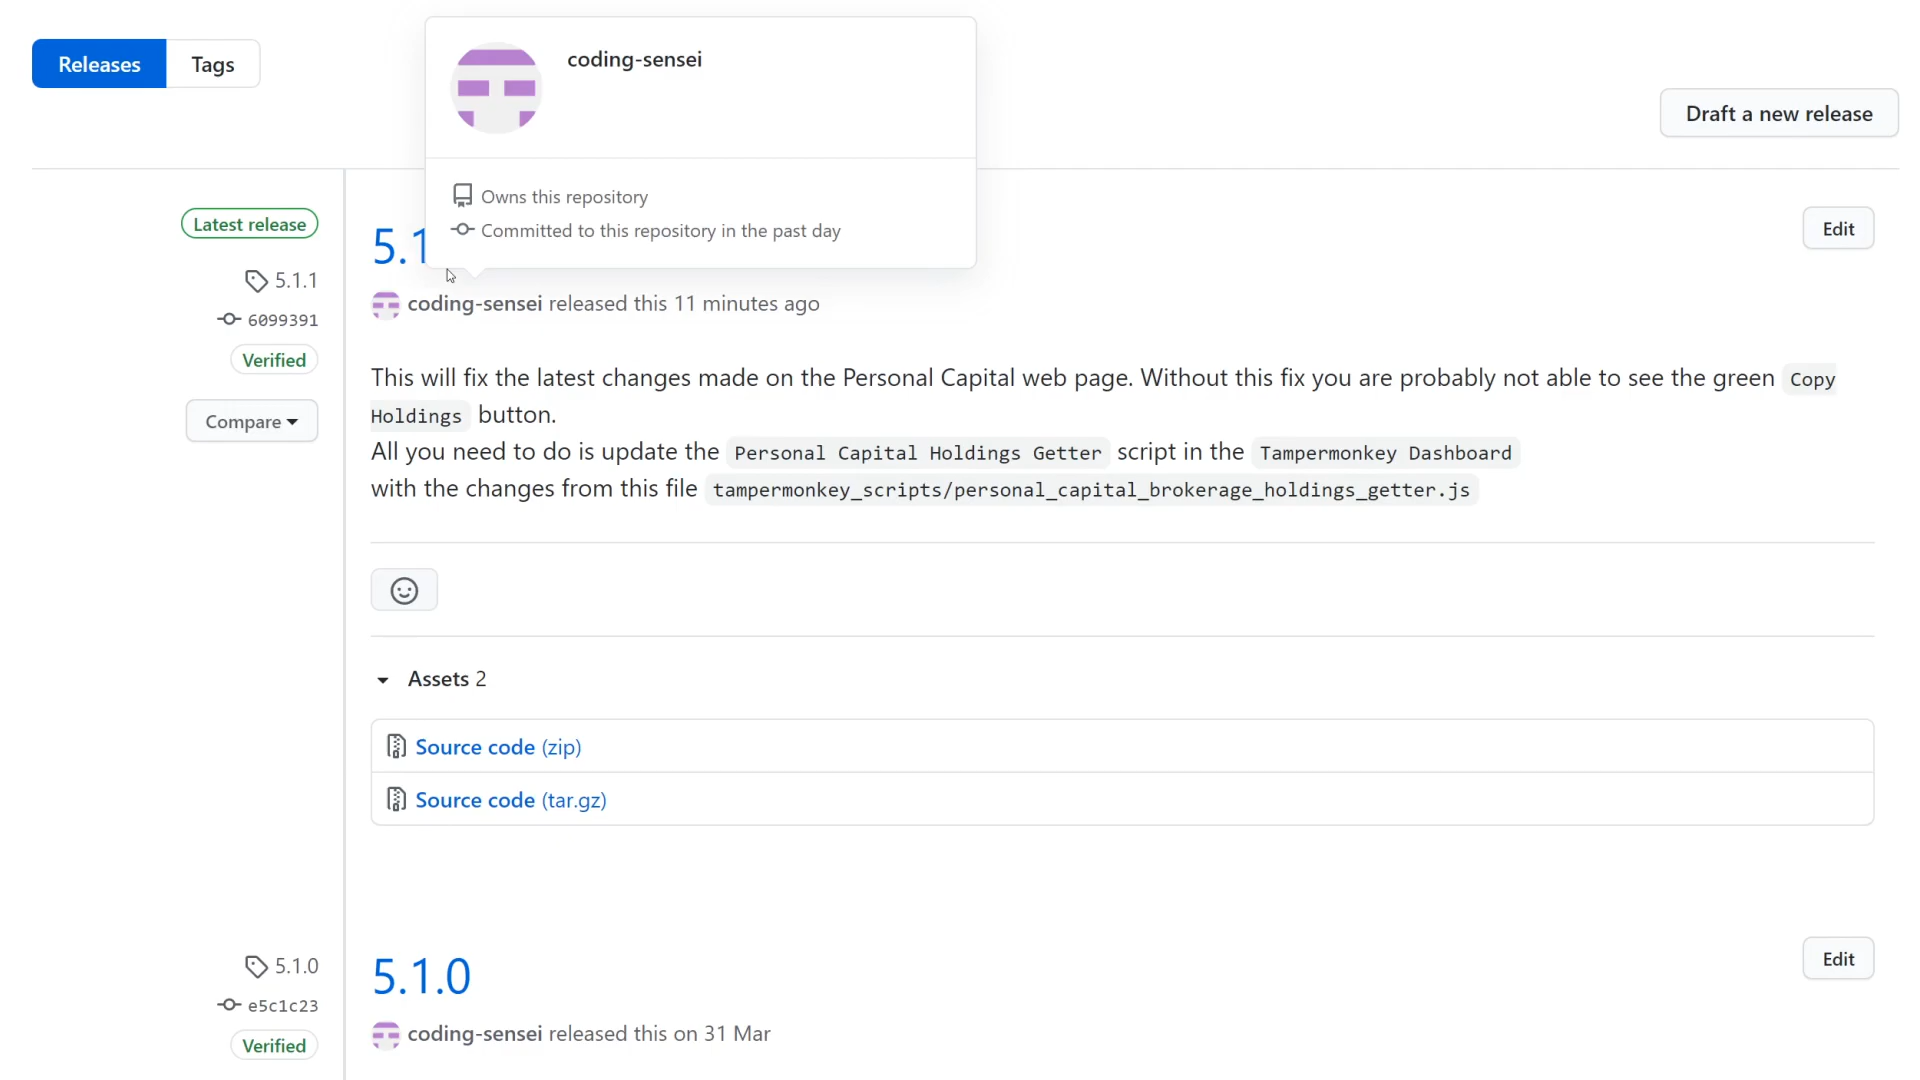 Releases
Tags
coding-sensei
Owns this repository
Committed to this repository in the past day
Draft a new release
Latest release
5.1.1
6099391
Verified
Compare
5.1
Edit
coding-sensei released this 11 minutes ago
This will fix the latest changes made on the Personal Capital web page. Without this fix you are probably not able to see the green Copy
Holdings button.
All you need to do is update the Personal Capital Holdings Getter script in the Tampermonkey Dashboard
with the changes from this file tampermonkey_scripts/personal_capital_brokerage_holdings_getter.js
Assets 2
Source code (zip)
Source code (tar.gz)
5.1.0
e5c1c23
Verified
5.1.0
Edit
coding-sensei released this on 31 Mar